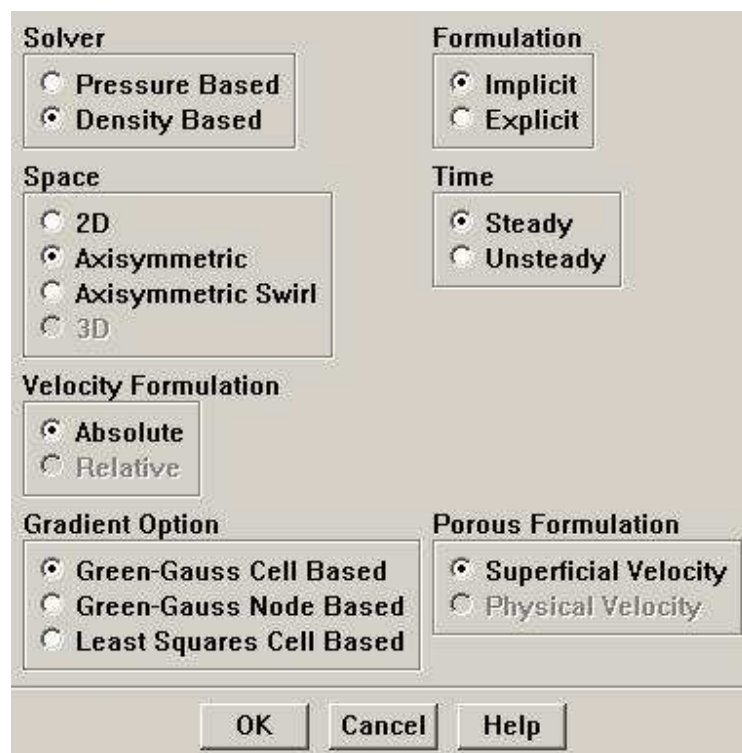 Solver
Pressure Based
Density Based
Formulation
Implicit
Explicit
Space
2D
Axisymmetric
Axisymmetric Swirl
3D
Time
Steady
Unsteady
Velocity Formulation
Absolute
Relative
Gradient Option
Green-Gauss Cell Based
Green-Gauss Node Based
Least Squares Cell Based
Porous Formulation
Superficial Velocity
Physical Velocity
OK
Cancel
Help